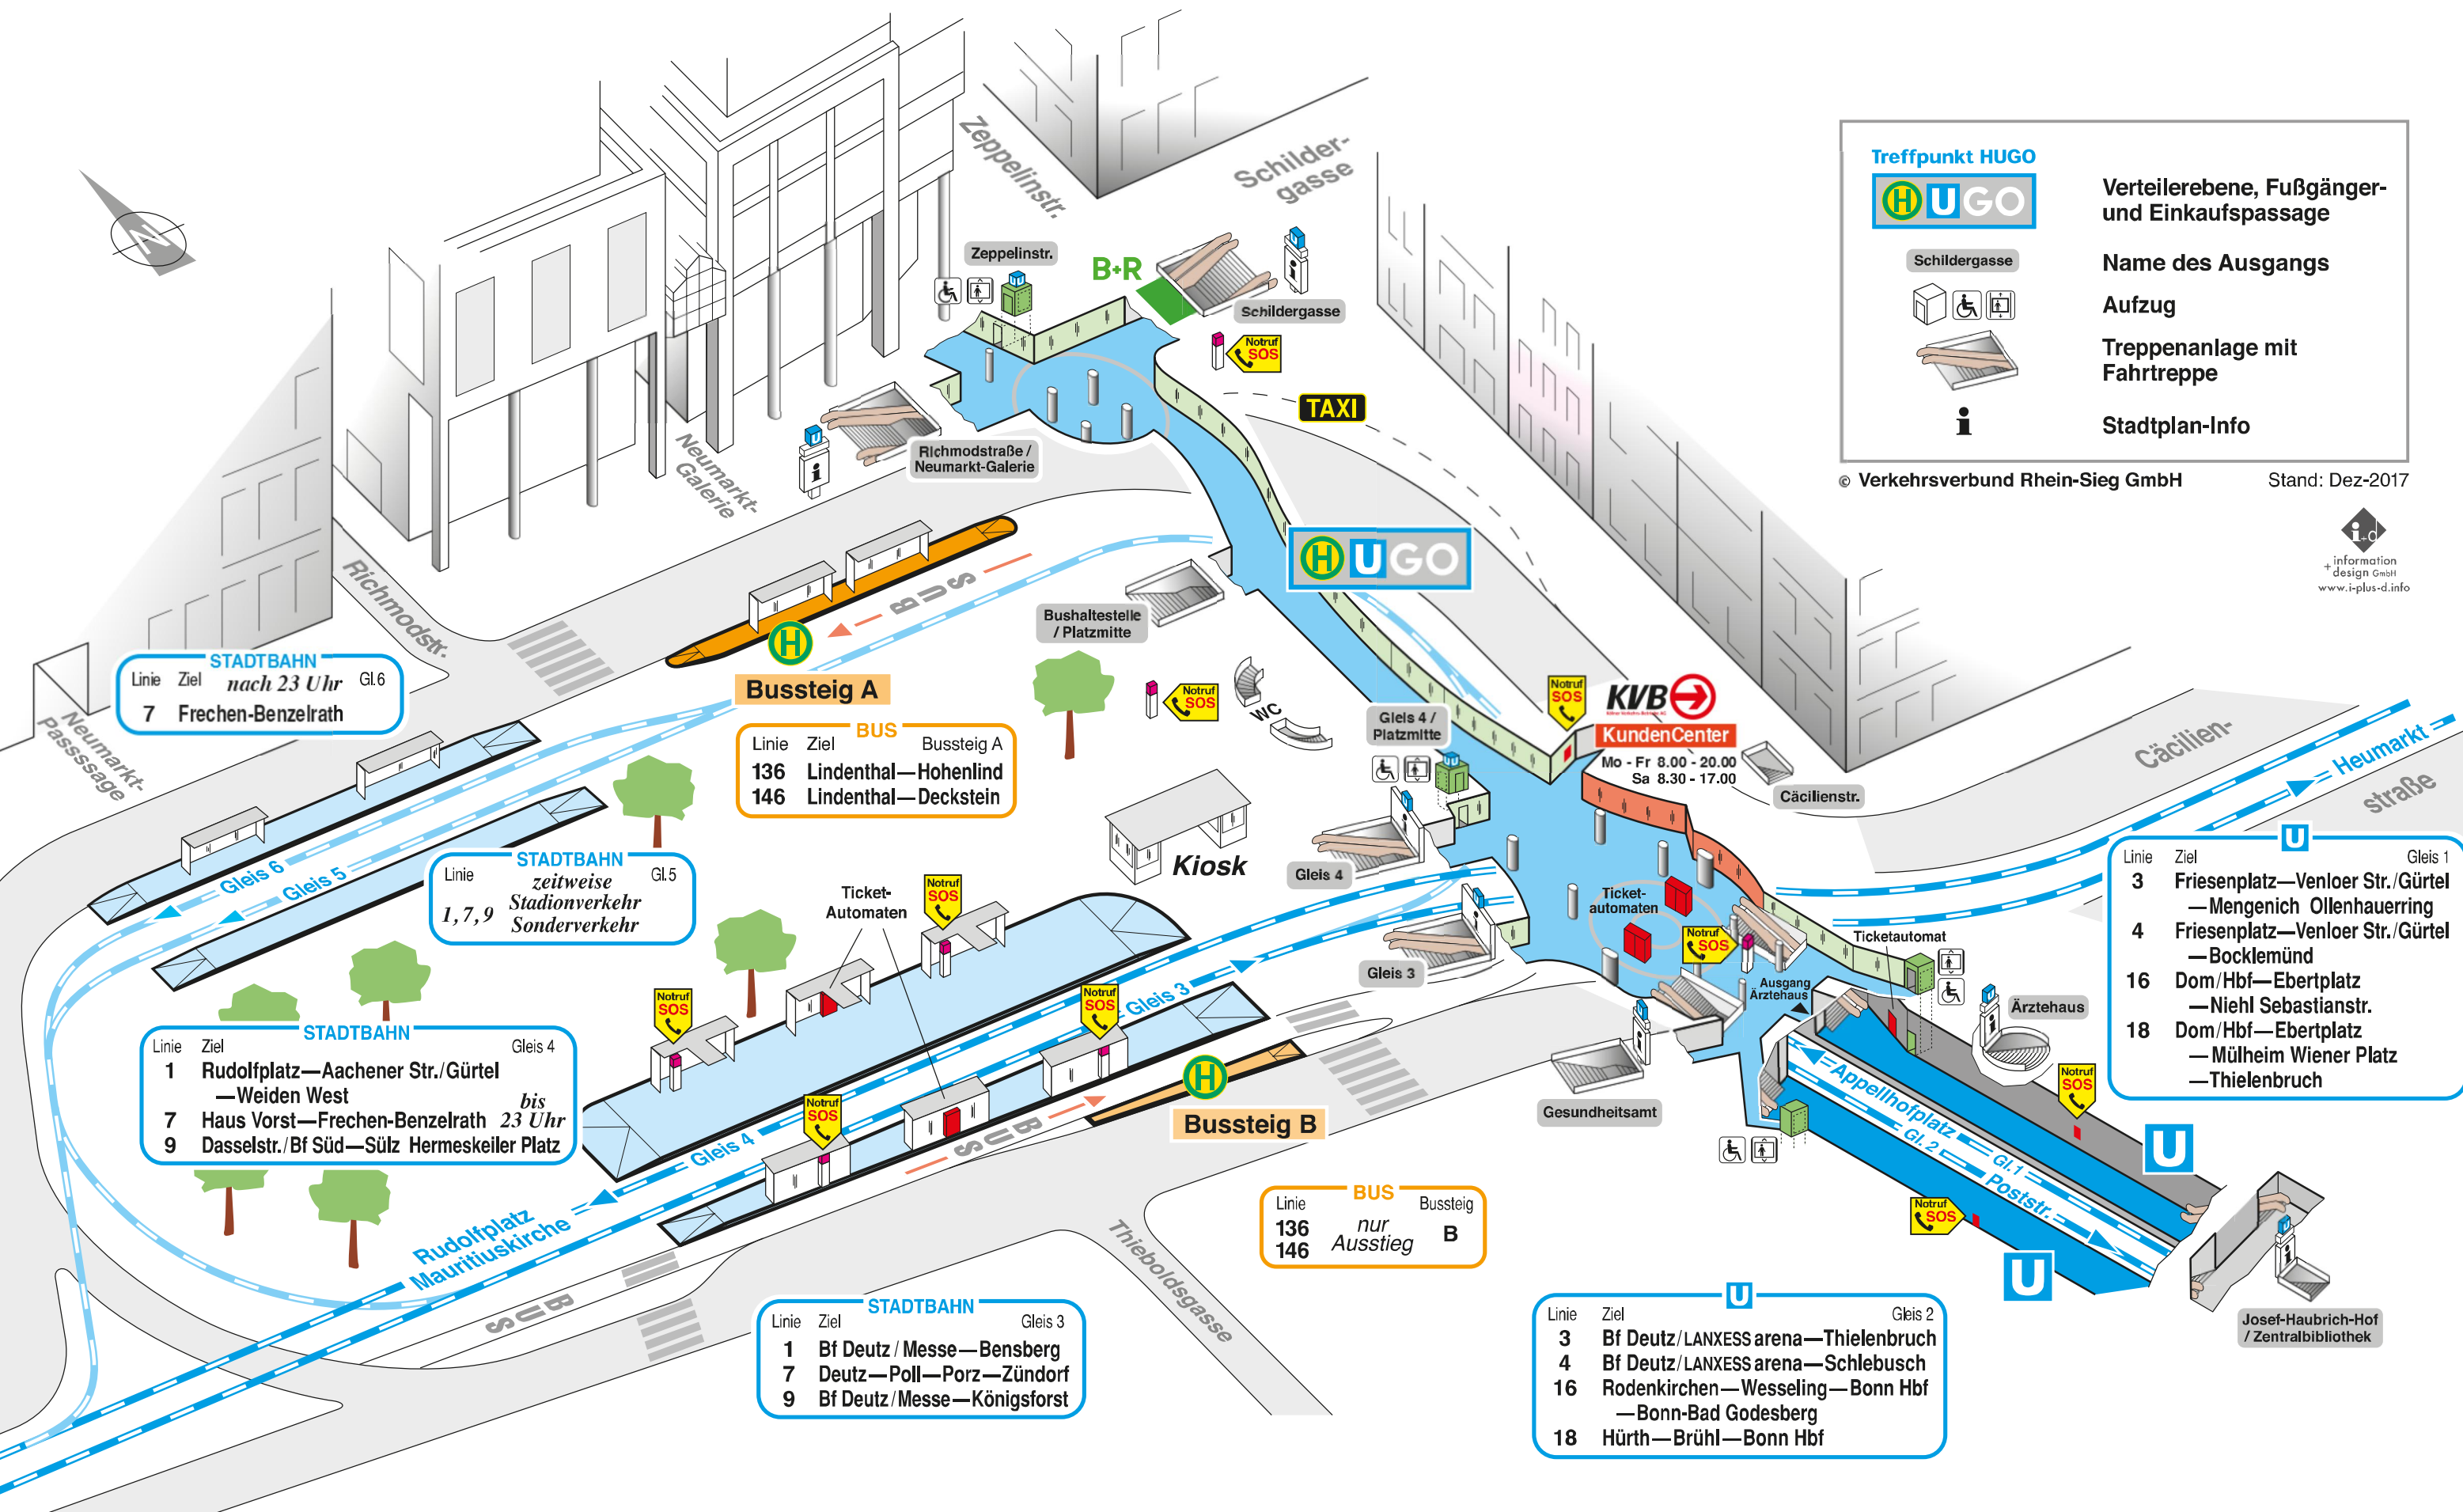 Treffpunkt HUGO
H U GO
Verteilerebene, Fußgänger-
und Einkaufspassage
Schildergasse
Name des Ausgangs
Aufzug
Treppenanlage mit
Fahrtreppe
i
Stadtplan-Info
© Verkehrsverbund Rhein-Sieg GmbH
Stand: Dez-2017
i+d
information
+ design GmbH
www.i-plus-d.info
N
Zeppelinstr.
Schilder-
gasse
Zeppelinstr.
B+R
U
i
Schildergasse
Notruf
SOS
TAXI
U
i
Richmodstraße /
Neumarkt-Galerie
Neumarkt-
Galerie
Richmodstr.
Neumarkt-
Passsage
H U GO
BUS
H
Bussteig A
Bushaltestelle
/ Platzmitte
Notruf
SOS
WC
STADTBAHN
Linie Ziel nach 23 Uhr Gl.6
7 Frechen-Benzelrath
BUS
Linie Ziel Bussteig A
136 Lindenthal—Hohenlind
146 Lindenthal—Deckstein
Gleis 4 /
Platzmitte
Notruf
SOS
KVB
KundenCenter
Mo - Fr 8.00 - 20.00
Sa 8.30 - 17.00
Cäcilienstr.
Cäcilien-
straße
Heumarkt
Kiosk
Gleis 4
Gleis 3
Gleis 6
Gleis 5
STADTBAHN
Linie zeitweise Gl.5
1, 7, 9 Stadionverkehr
Sonderverkehr
Ticket-
Automaten
Notruf
SOS
Notruf
SOS
Notruf
SOS
Notruf
SOS
Gleis 3
Gleis 4
Ticket-
automaten
Notruf
SOS
Ticketautomat
Ausgang
Ärztehaus
U
i
Ärztehaus
Gesundheitsamt
U
Linie Ziel Gleis 1
3 Friesenplatz—Venloer Str./Gürtel
—Mengenich Ollenhauerring
4 Friesenplatz—Venloer Str./Gürtel
—Bocklemünd
16 Dom/Hbf—Ebertplatz
—Niehl Sebastianstr.
18 Dom/Hbf—Ebertplatz
—Mülheim Wiener Platz
—Thielenbruch
STADTBAHN
Linie Ziel Gleis 4
1 Rudolfplatz—Aachener Str./Gürtel
—Weiden West
7 Haus Vorst—Frechen-Benzelrath bis 23 Uhr
9 Dasselstr./Bf Süd—Sülz Hermeskeiler Platz
H
Bussteig B
BUS
Appellhofplatz
Gl.1
Gl.2
Poststr.
Notruf
SOS
U
Notruf
SOS
U
Rudolfplatz
Mauritiuskirche
BUS
Thieboldsgasse
BUS
Linie Bussteig
136 nur B
146 Ausstieg
U
i
Josef-Haubrich-Hof
/ Zentralbibliothek
STADTBAHN
Linie Ziel Gleis 3
1 Bf Deutz / Messe—Bensberg
7 Deutz—Poll—Porz—Zündorf
9 Bf Deutz/Messe—Königsforst
U
Linie Ziel Gleis 2
3 Bf Deutz/LANXESS arena—Thielenbruch
4 Bf Deutz/LANXESS arena—Schlebusch
16 Rodenkirchen—Wesseling—Bonn Hbf
—Bonn-Bad Godesberg
18 Hürth—Brühl—Bonn Hbf